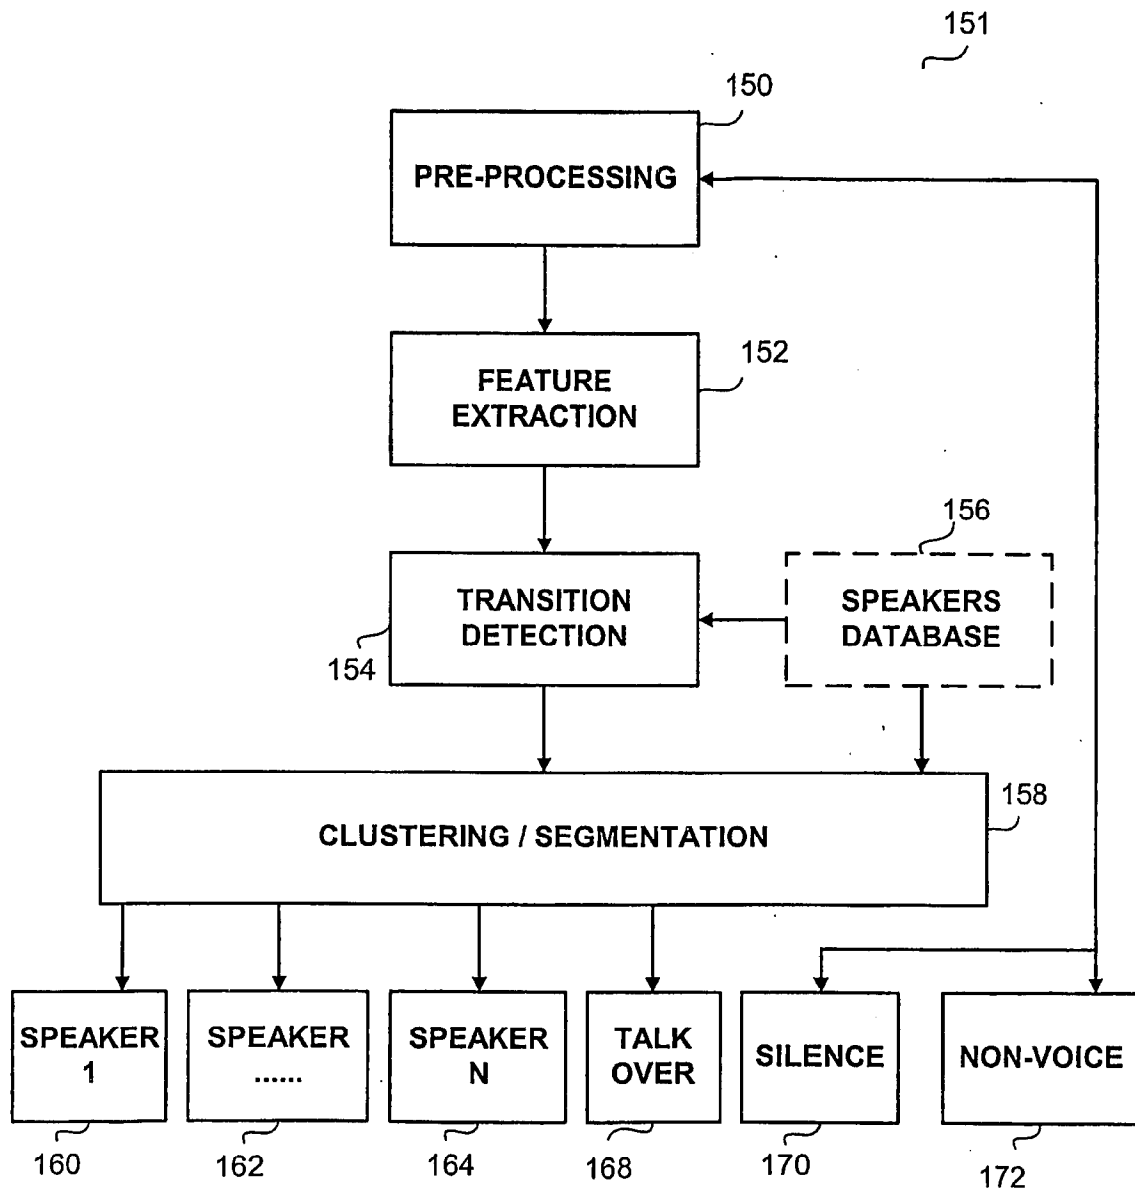 151
150
PRE-PROCESSING
152
FEATURE
EXTRACTION
156
TRANSITION
DETECTION
SPEAKERS
DATABASE
154
158
CLUSTERING / SEGMENTATION
SPEAKER
1
SPEAKER
......
SPEAKER
N
TALK
OVER
SILENCE
NON-VOICE
160
162
164
168
170
172